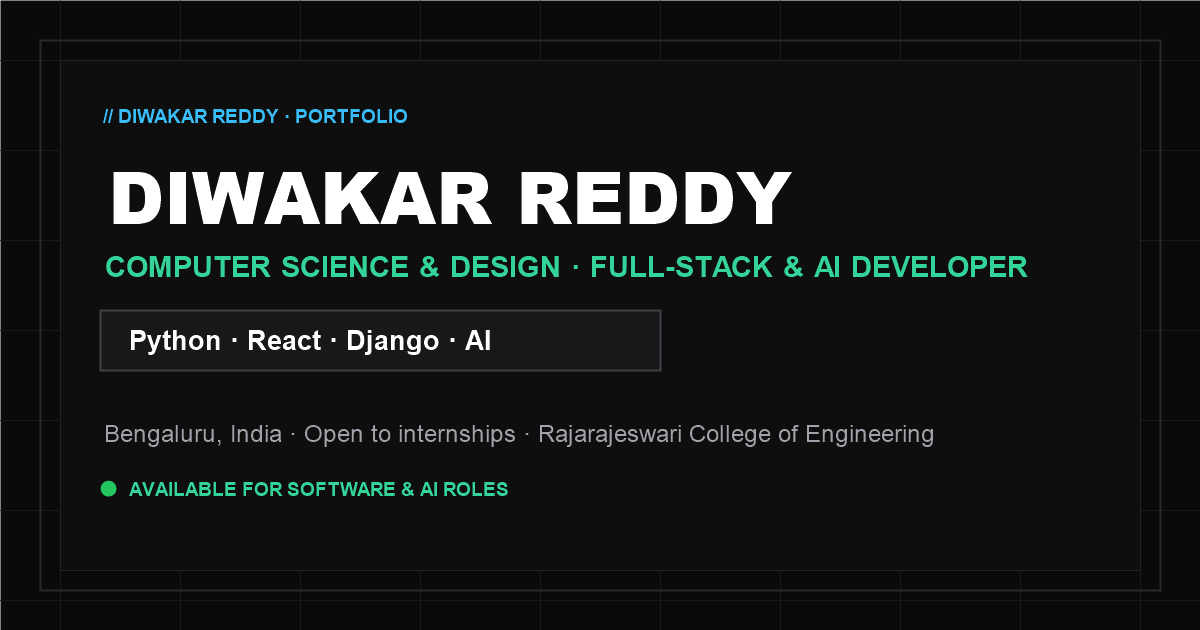 // DIWAKAR REDDY · PORTFOLIO
DIWAKAR REDDY
COMPUTER SCIENCE & DESIGN · FULL-STACK & AI DEVELOPER
Python · React · Django · AI
Bengaluru, India · Open to internships · Rajarajeswari College of Engineering
AVAILABLE FOR SOFTWARE & AI ROLES